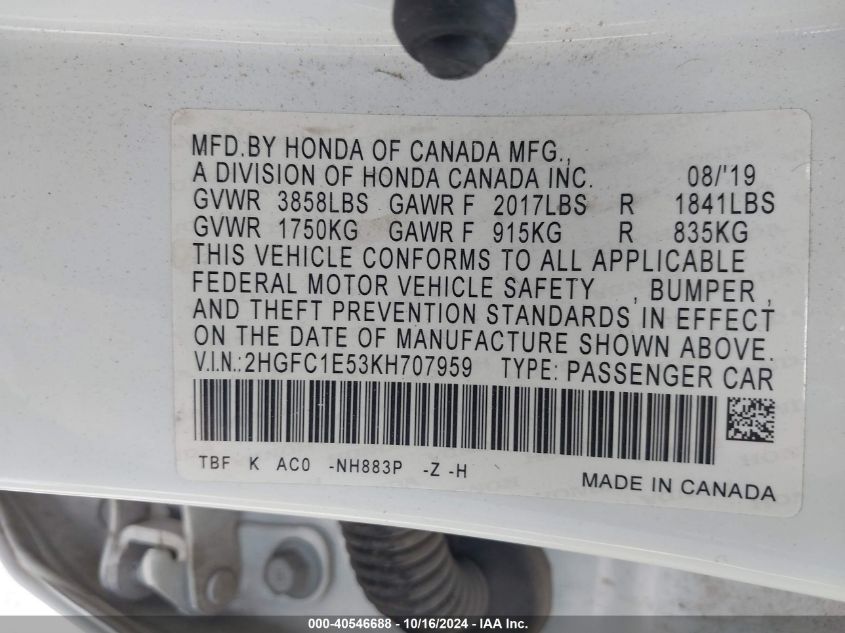 MFD.BY HONDA OF CANADA MFG.,
A DIVISION OF HONDA CANADA INC. 08/'19
GVWR 3858LBS GAWR F 2017LBS R 1841LBS
GVWR 1750KG GAWR F 915KG R 835KG
THIS VEHICLE CONFORMS TO ALL APPLICABLE
FEDERAL MOTOR VEHICLE SAFETY , BUMPER ,
AND THEFT PREVENTION STANDARDS IN EFFECT
ON THE DATE OF MANUFACTURE SHOWN ABOVE.
V.I.N.: 2HGFC1E53KH707959 TYPE: PASSENGER CAR
TBF K AC0 -NH883P -Z -H
MADE IN CANADA
000-40546688 - 10/16/2024 - IAA Inc.